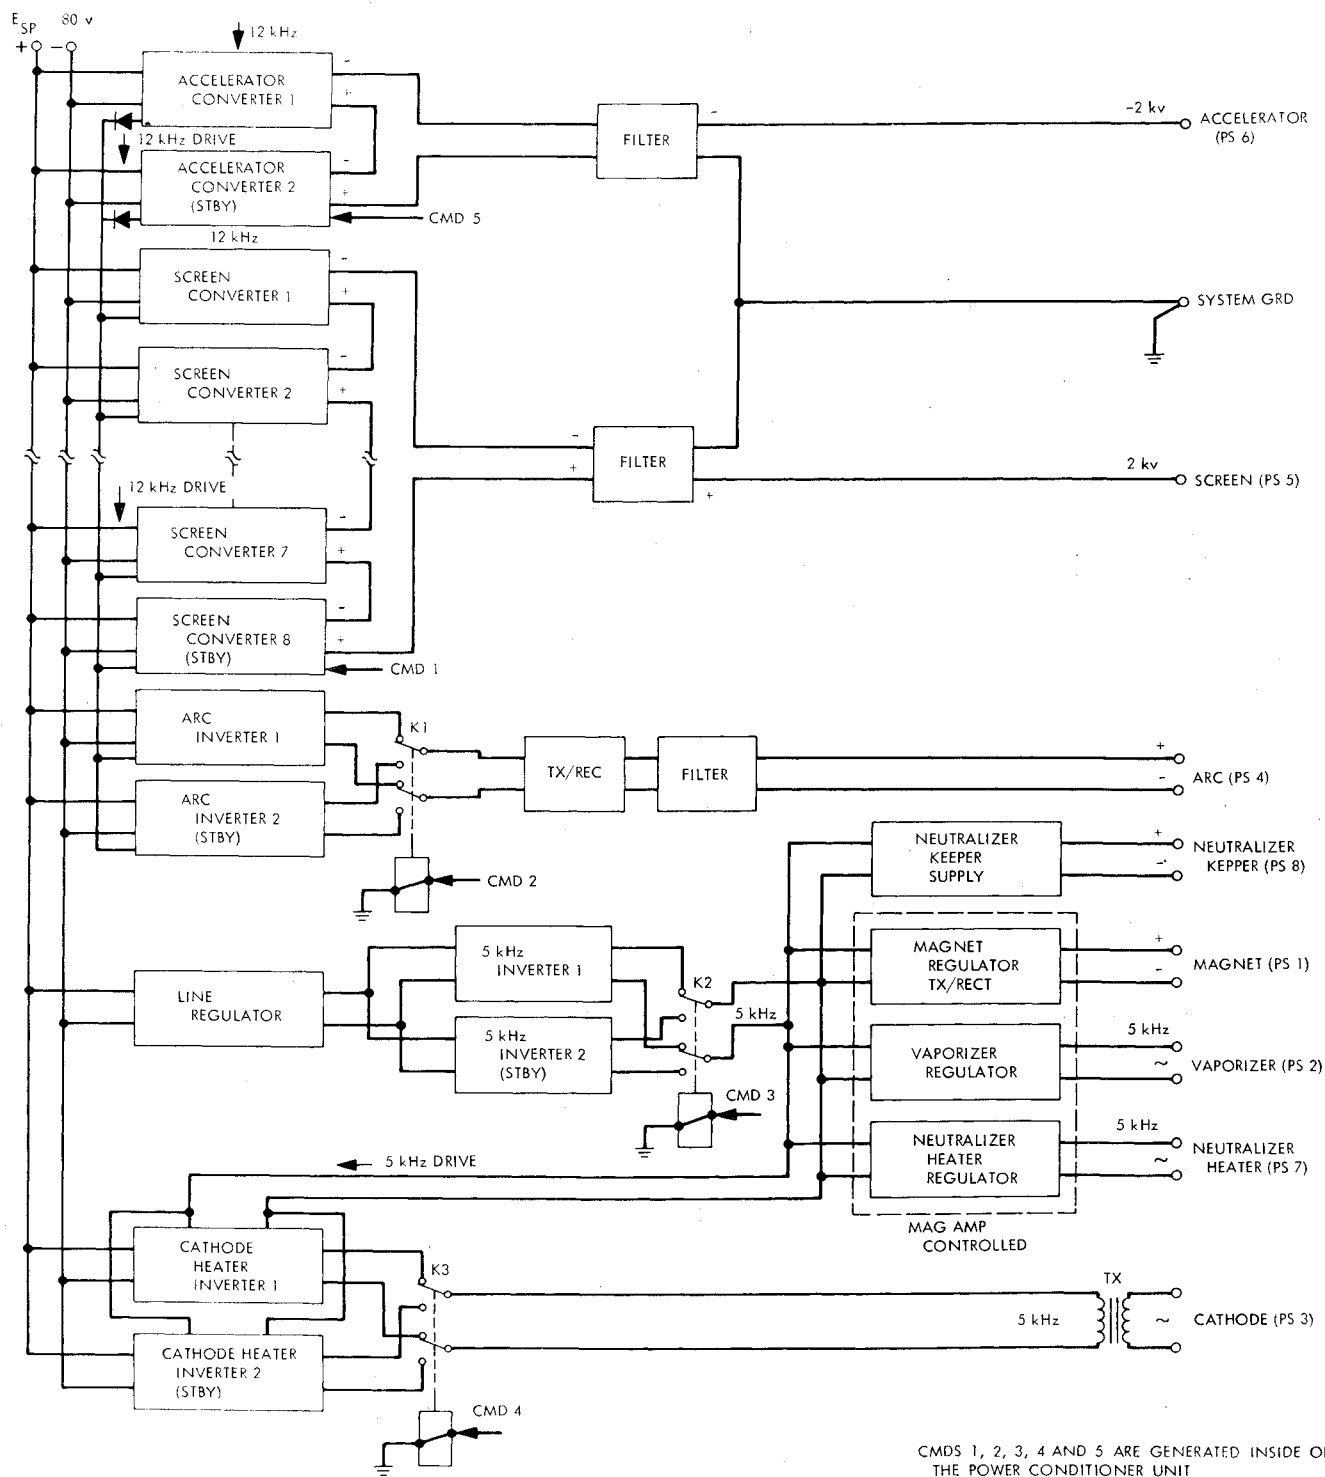 E SP 80 v
+ -
12 kHz
ACCELERATOR
CONVERTER 1
-
+
12 kHz DRIVE
ACCELERATOR
CONVERTER 2
(STBY)
-
+
CMD 5
FILTER
-
-2 kv
ACCELERATOR
(PS 6)
12 kHz
SCREEN
CONVERTER 1
-
+
SYSTEM GRD
SCREEN
CONVERTER 2
-
+
-
+
FILTER
+
2 kv
SCREEN (PS 5)
12 kHz DRIVE
SCREEN
CONVERTER 7
-
+
SCREEN
CONVERTER 8
(STBY)
-
+
CMD 1
ARC
INVERTER 1
K1
TX/REC
FILTER
+
-
ARC (PS 4)
ARC
INVERTER 2
(STBY)
CMD 2
NEUTRALIZER
KEEPER
SUPPLY
+
-
NEUTRALIZER
KEPPER (PS 8)
LINE
REGULATOR
5 kHz
INVERTER 1
5 kHz
INVERTER 2
(STBY)
K2
5 kHz
CMD 3
MAGNET
REGULATOR
TX/RECT
+
-
MAGNET (PS 1)
VAPORIZER
REGULATOR
5 kHz
~
VAPORIZER (PS 2)
NEUTRALIZER
HEATER
REGULATOR
5 kHz
~
NEUTRALIZER
HEATER (PS 7)
MAG AMP
CONTROLLED
5 kHz DRIVE
CATHODE
HEATER
INVERTER 1
CATHODE HEATER
INVERTER 2
(STBY)
K3
CMD 4
5 kHz
TX
~
CATHODE (PS 3)
CMDS 1, 2, 3, 4 AND 5 ARE GENERATED INSIDE
THE POWER CONDITIONER UNIT